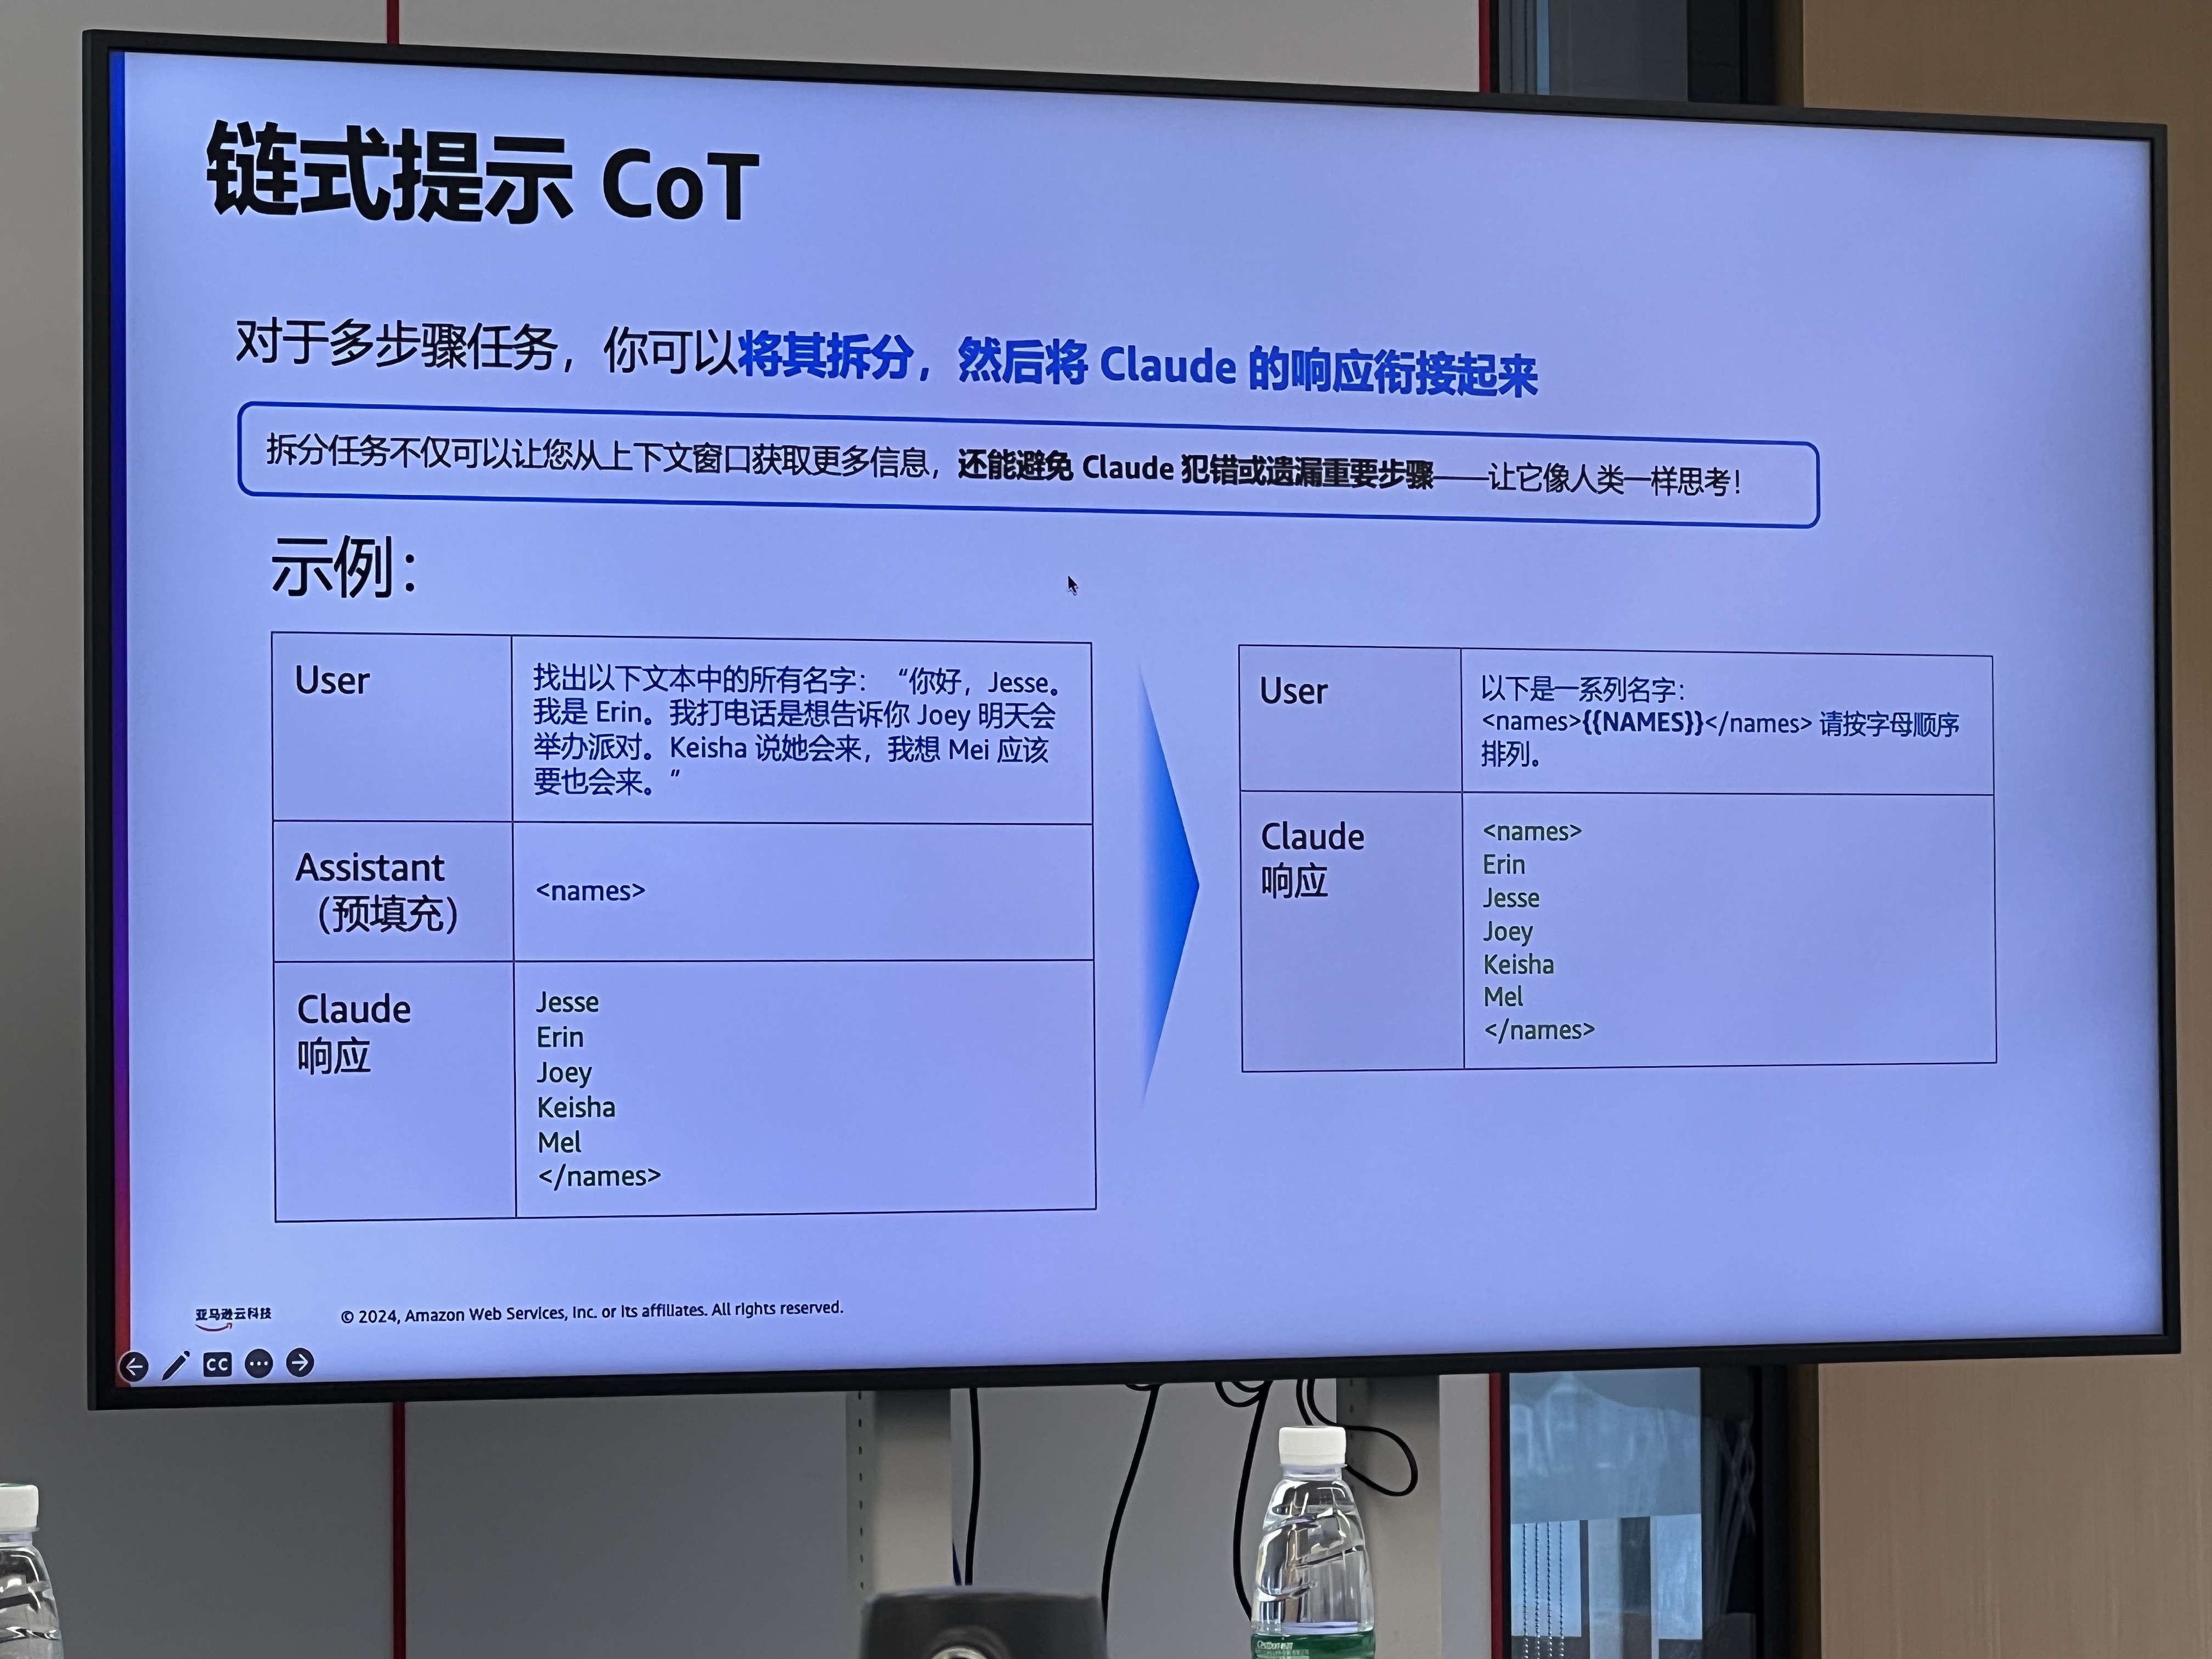 链式提示 CoT
对于多步骤任务，你可以将其拆分，然后将 Claude 的响应衔接起来
拆分任务不仅可以让您从上下文窗口获取更多信息，还能避免 Claude 犯错或遗漏重要步骤——让它像人类一样思考！
示例：
User
找出以下文本中的所有名字：“你好，Jesse。
我是 Erin。我打电话是想告诉你 Joey 明天会
举办派对。Keisha 说她会来，我想 Mei 应该
要也会来。”
Assistant
（预填充）
<names>
Claude
响应
Jesse
Erin
Joey
Keisha
Mel
</names>
User
以下是一系列名字：
<names>{{NAMES}}</names> 请按字母顺序
排列。
Claude
响应
<names>
Erin
Jesse
Joey
Keisha
Mel
</names>
亚马逊云科技
© 2024, Amazon Web Services, Inc. or its affiliates. All rights reserved.
CC
C'estbon